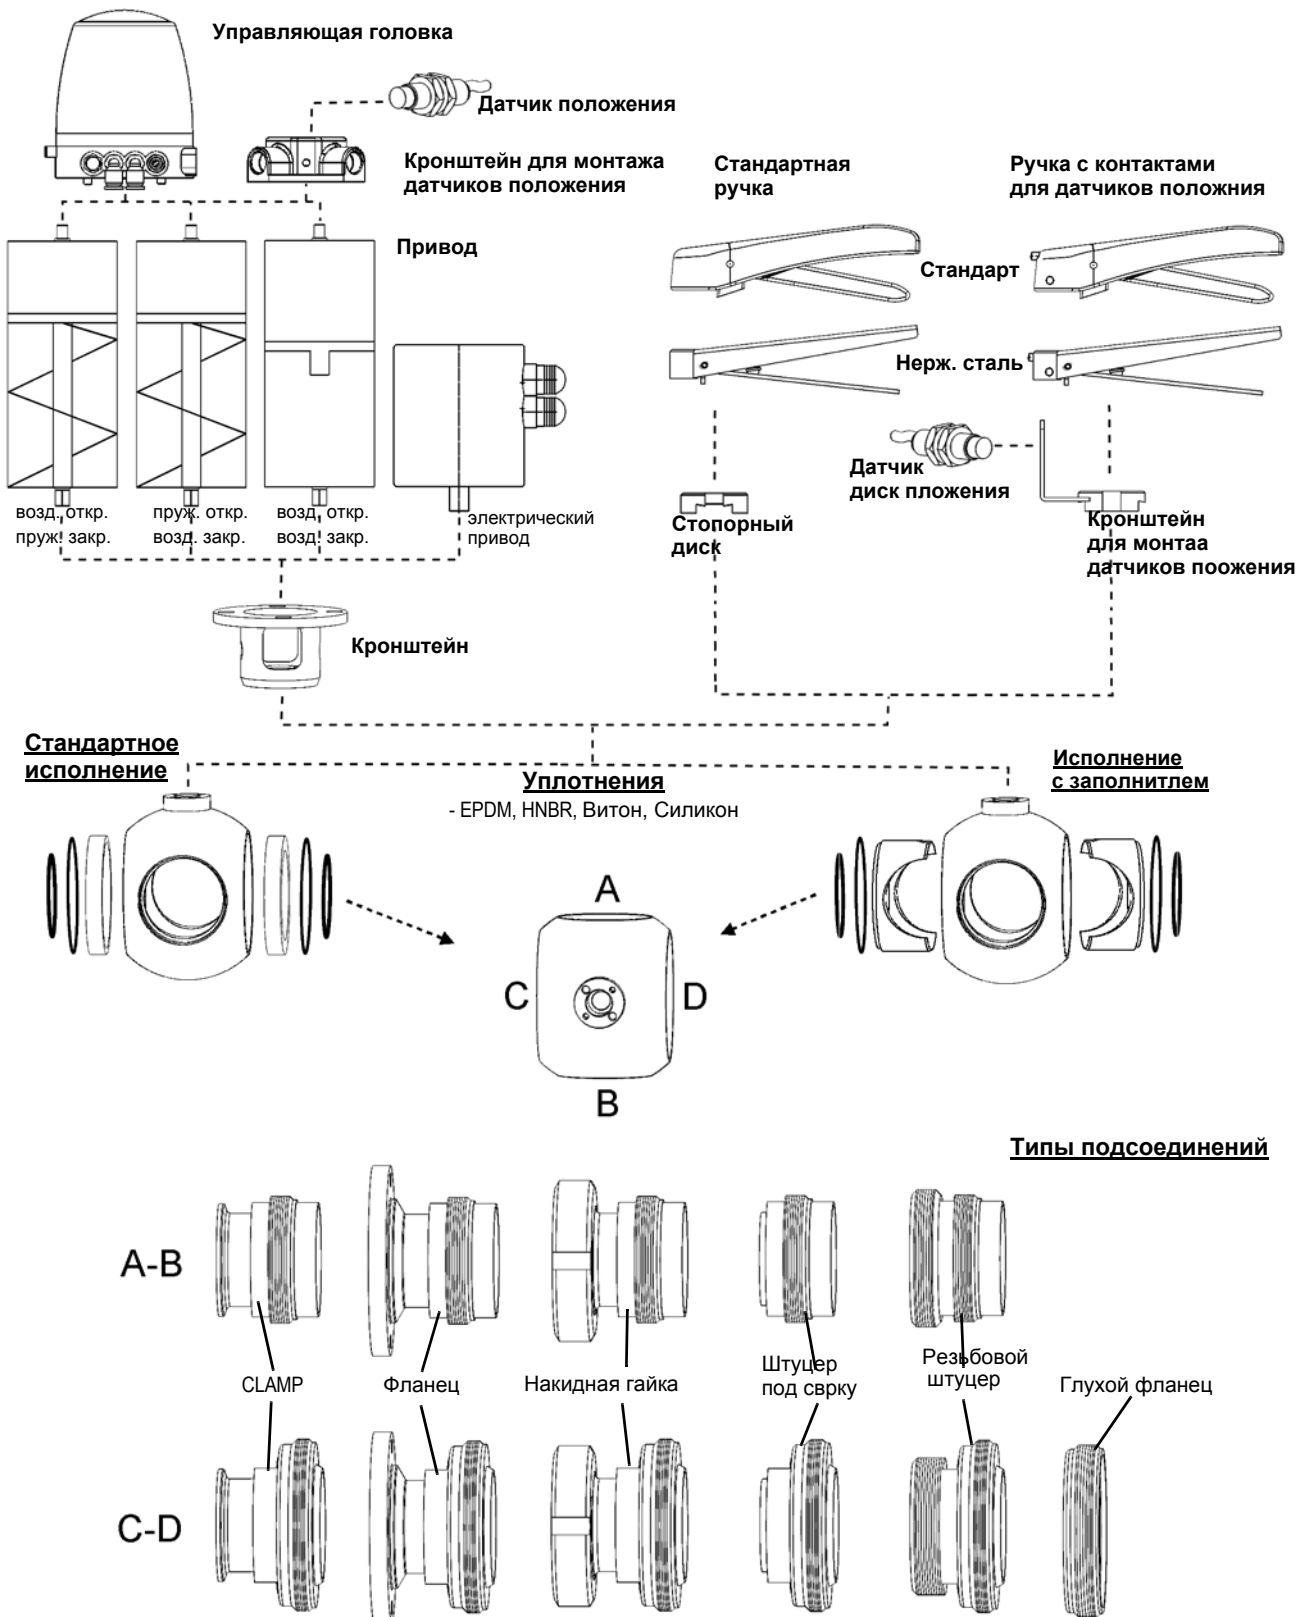 Управляющая головка
Датчик положения
Кронштейн для монтажа
датчиков положения
Стандартная
ручка
Ручка с контактами
для датчиков положния
Привод
Стандарт
Нерж. сталь
Датчик
диск пложения
возд. откр.
пруж. закр.
пруж. откр.
возд. закр.
возд. откр.
возд. закр.
электрический
привод
Стопорный
диск
Кронштейн
для монтаа
датчиков поожения
Кронштейн
Стандартное
исполнение
Уплотнения
- EPDM, HNBR, Витон, Силикон
Исполнение
с заполнитлем
A
C
D
B
Типы подсоединений
A-B
CLAMP
Фланец
Накидная гайка
Штуцер
под сврку
Резьбовой
штуцер
Глухой фланец
C-D